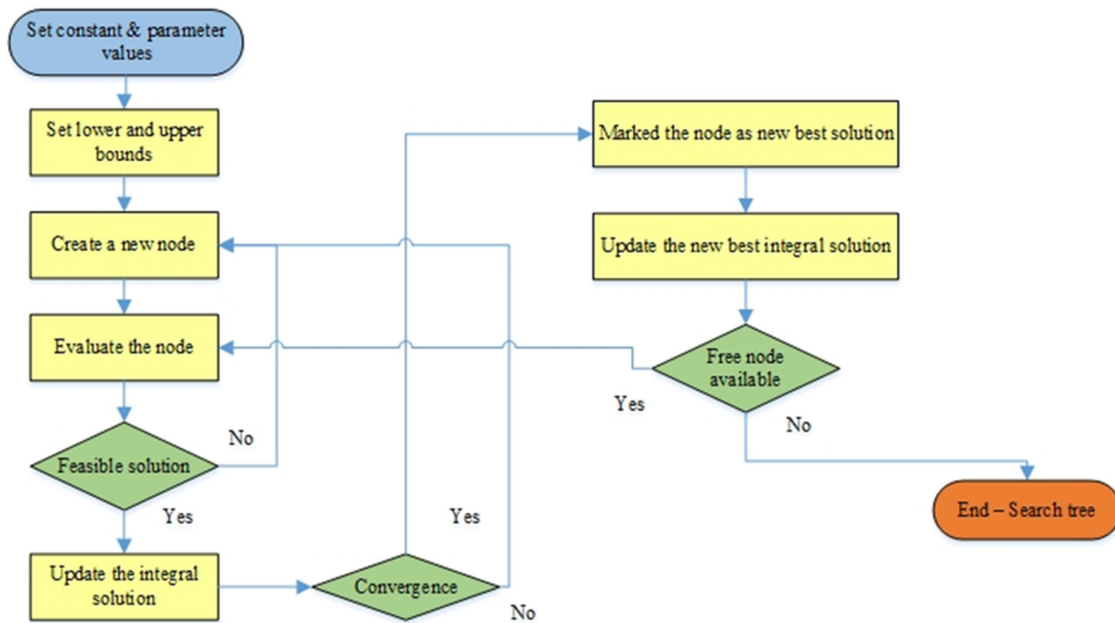 Set constant & parameter
values
Set lower and upper
bounds
Create a new node
Evaluate the node
No
Feasible solution
Yes
Update the integral
solution
Yes
Convergence
No
Marked the node as new best solution
Update the new best integral solution
Free node
available
Yes
No
End – Search tree